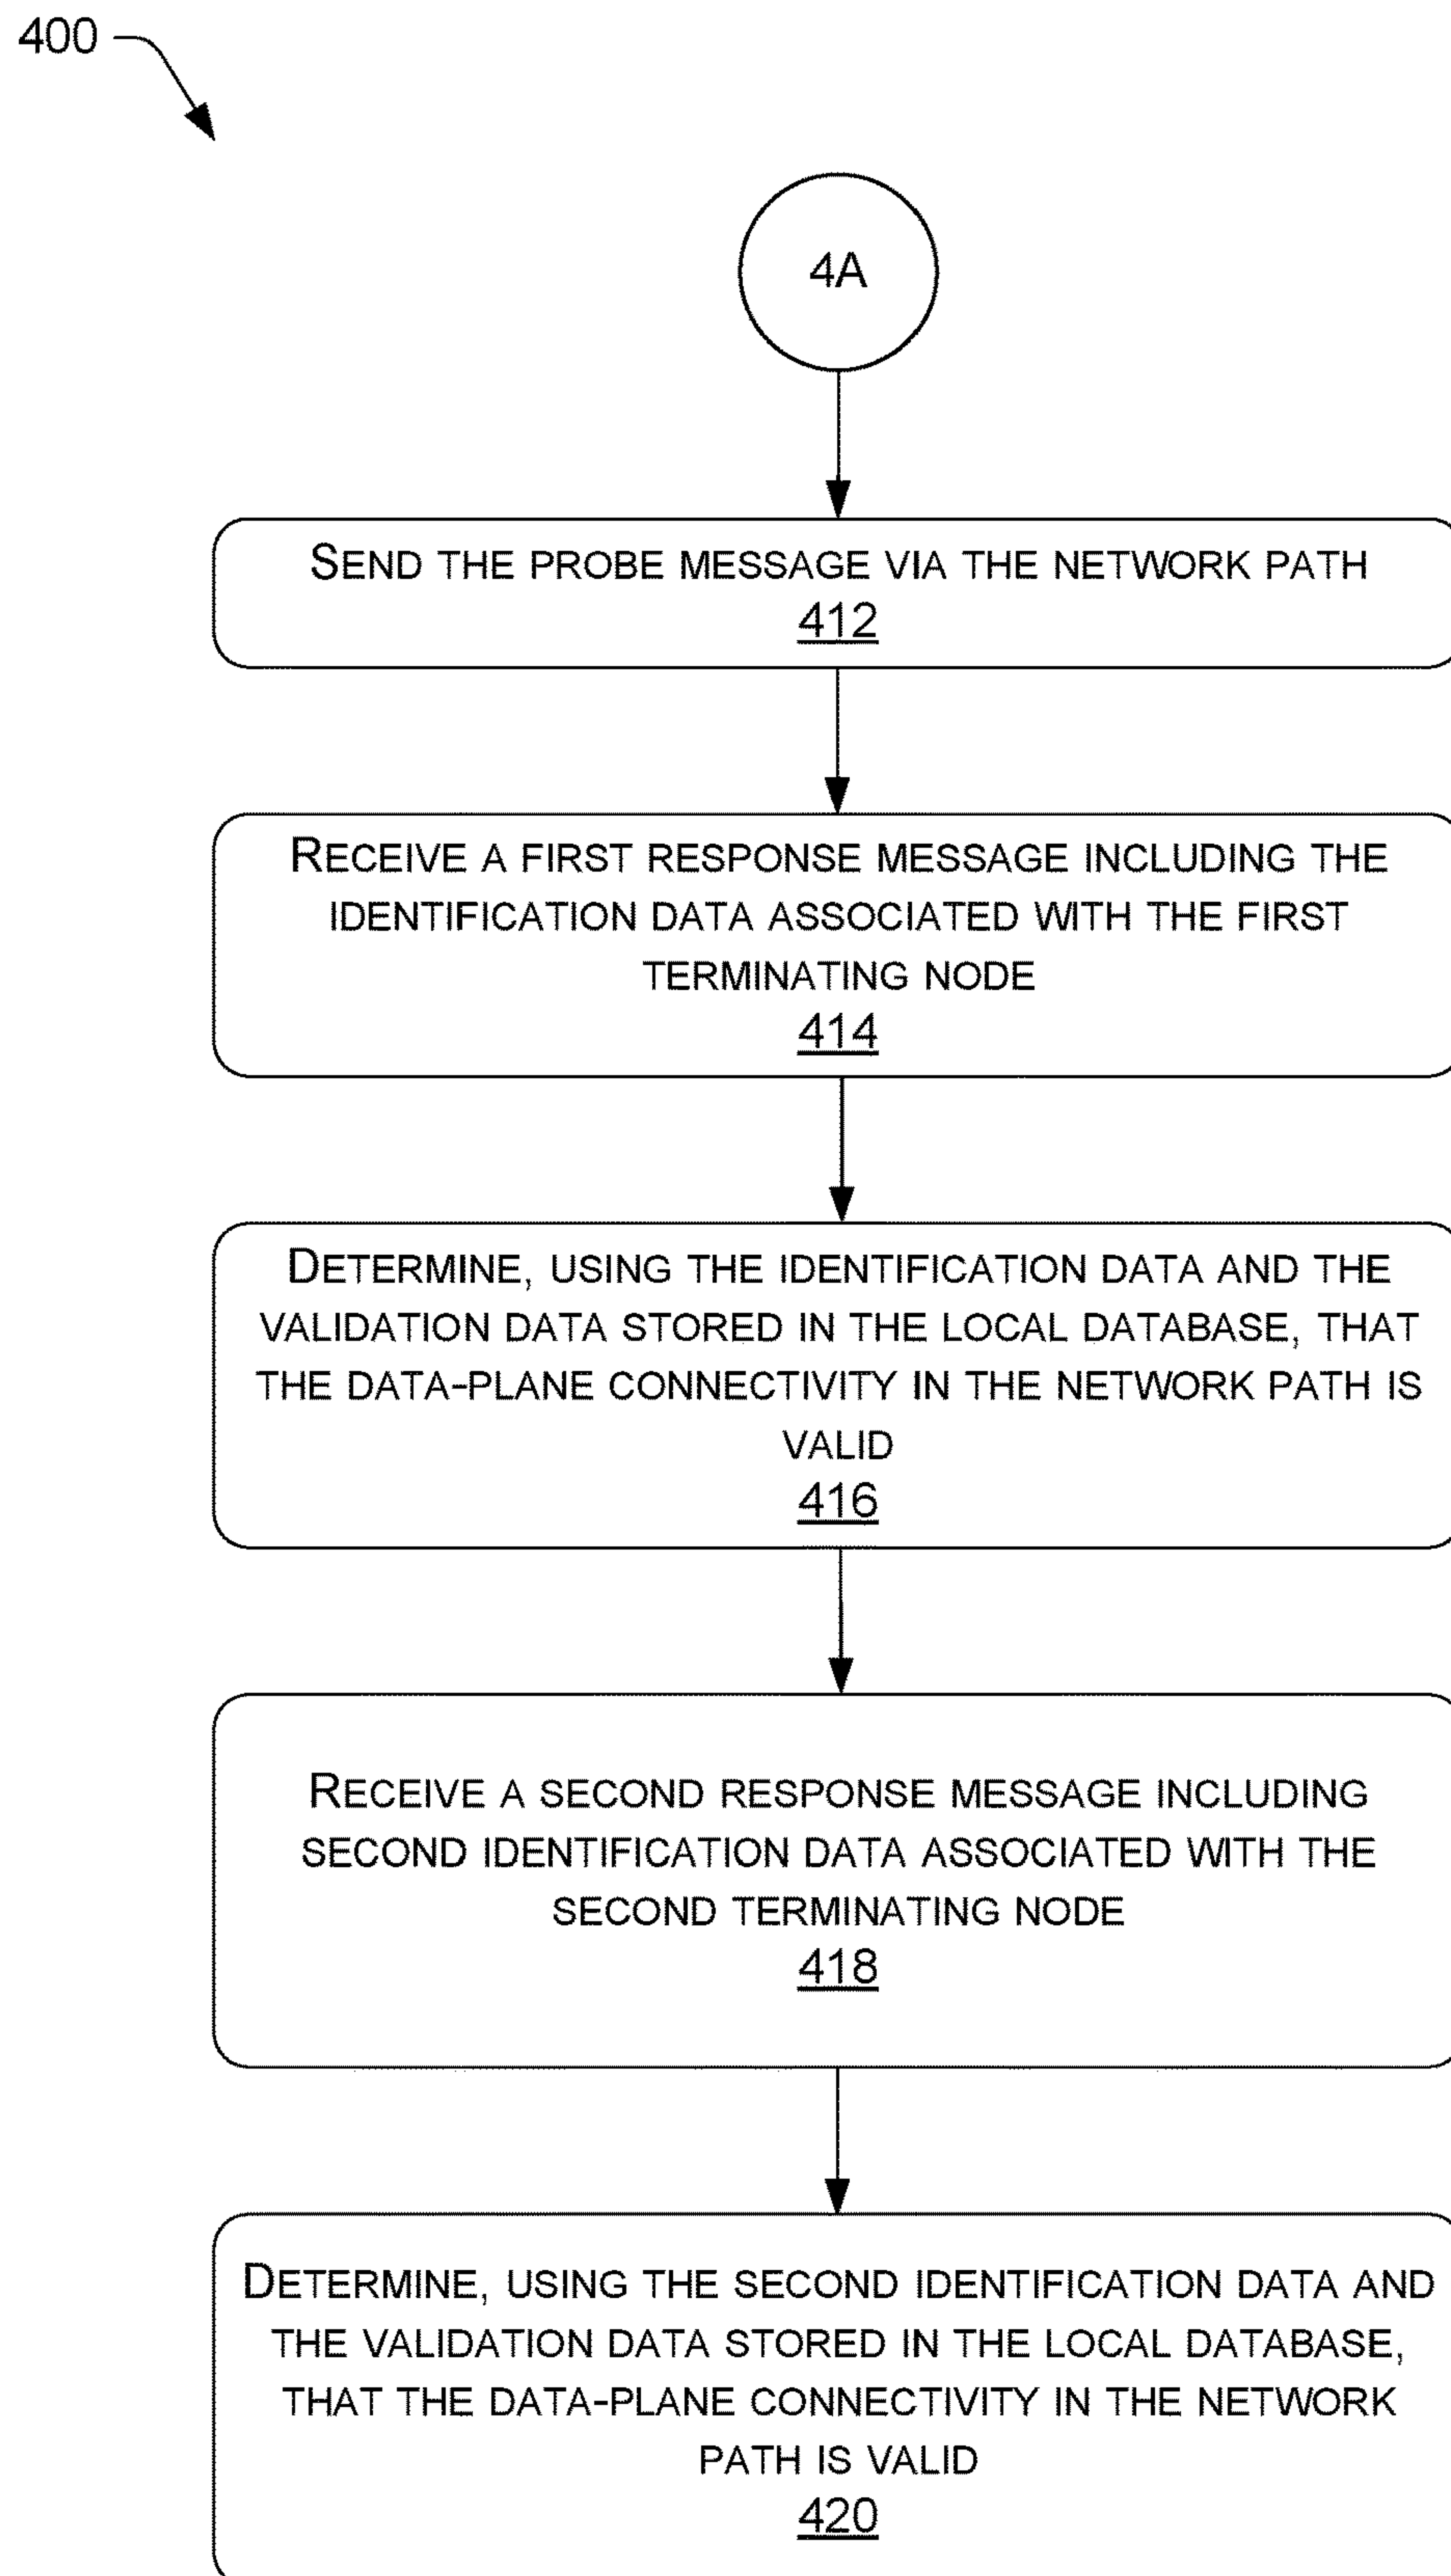 400
4A
SEND THE PROBE MESSAGE VIA THE NETWORK PATH
412
RECEIVE A FIRST RESPONSE MESSAGE INCLUDING THE
IDENTIFICATION DATA ASSOCIATED WITH THE FIRST
TERMINATING NODE
414
DETERMINE, USING THE IDENTIFICATION DATA AND THE
VALIDATION DATA STORED IN THE LOCAL DATABASE, THAT
THE DATA-PLANE CONNECTIVITY IN THE NETWORK PATH IS
VALID
416
RECEIVE A SECOND RESPONSE MESSAGE INCLUDING
SECOND IDENTIFICATION DATA ASSOCIATED WITH THE
SECOND TERMINATING NODE
418
DETERMINE, USING THE SECOND IDENTIFICATION DATA AND
THE VALIDATION DATA STORED IN THE LOCAL DATABASE,
THAT THE DATA-PLANE CONNECTIVITY IN THE NETWORK
PATH IS VALID
420